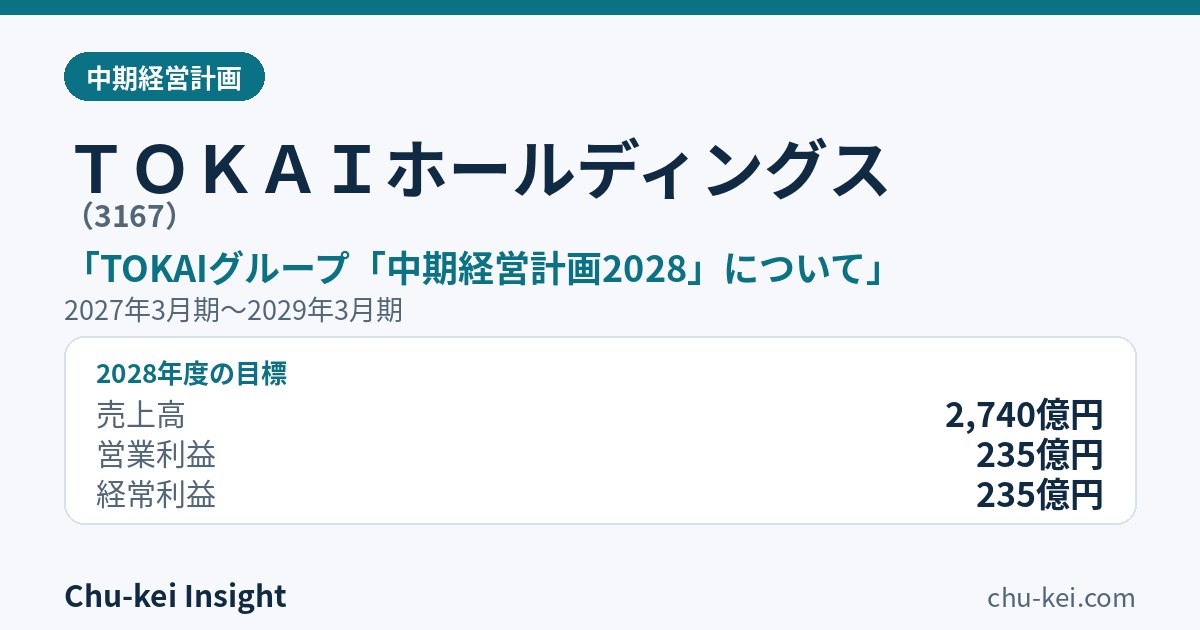 中期経営計画
ＴＯＫＡＩホールディングス
（3167）
「TOKAIグループ「中期経営計画2028」について」
2027年3月期～2029年3月期
2028年度の目標
売上高 2,740億円
営業利益 235億円
経常利益 235億円
Chu-kei Insight chu-kei.com